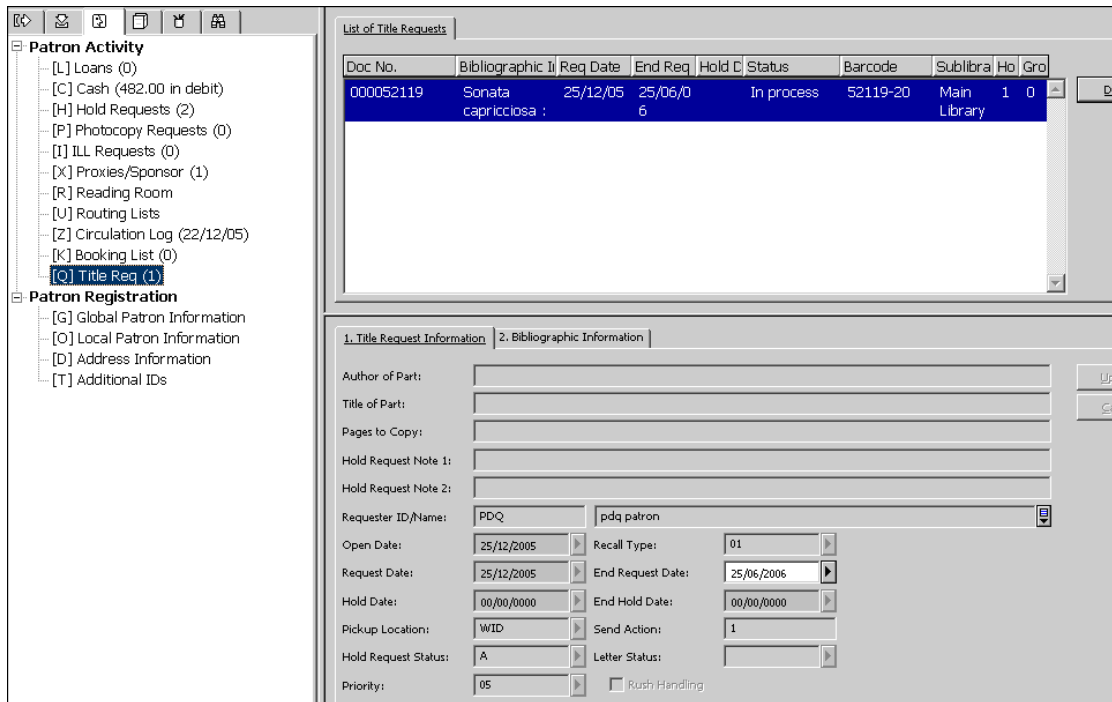 Patron Activity
[L] Loans (0)
[C] Cash (482.00 in debit)
[H] Hold Requests (2)
[P] Photocopy Requests (0)
[I] ILL Requests (0)
[X] Proxies/Sponsor (1)
[R] Reading Room
[U] Routing Lists
[Z] Circulation Log (22/12/05)
[K] Booking List (0)
[Q] Title Req (1)
Patron Registration
[G] Global Patron Information
[O] Local Patron Information
[D] Address Information
[T] Additional IDs
List of Title Requests
Doc No. Bibliographic I Req Date End Req Hold D Status Barcode Sublibra Ho Gro
000052119 Sonata 25/12/05 25/06/0 In process 52119-20 Main 1 0
capricciosa : 6 Library
D
1. Title Request Information 2. Bibliographic Information
Author of Part:
Up
Title of Part:
C
Pages to Copy:
Hold Request Note 1:
Hold Request Note 2:
Requester ID/Name: PDQ pdq patron
Open Date: 25/12/2005 Recall Type: 01
Request Date: 25/12/2005 End Request Date: 25/06/2006
Hold Date: 00/00/0000 End Hold Date: 00/00/0000
Pickup Location: WID Send Action: 1
Hold Request Status: A Letter Status:
Priority: 05 Rush Handling